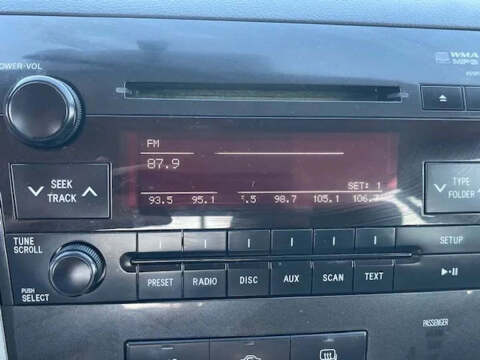 POWER•VOL
WMA
MP3
FM
87.9
SET: 1
93.5 95.1 98.7 105.1
SEEK
TRACK
TYPE
FOLDER
TUNE
SCROLL
PUSH
SELECT
PRESET RADIO DISC AUX SCAN TEXT
SETUP
PASSENGER